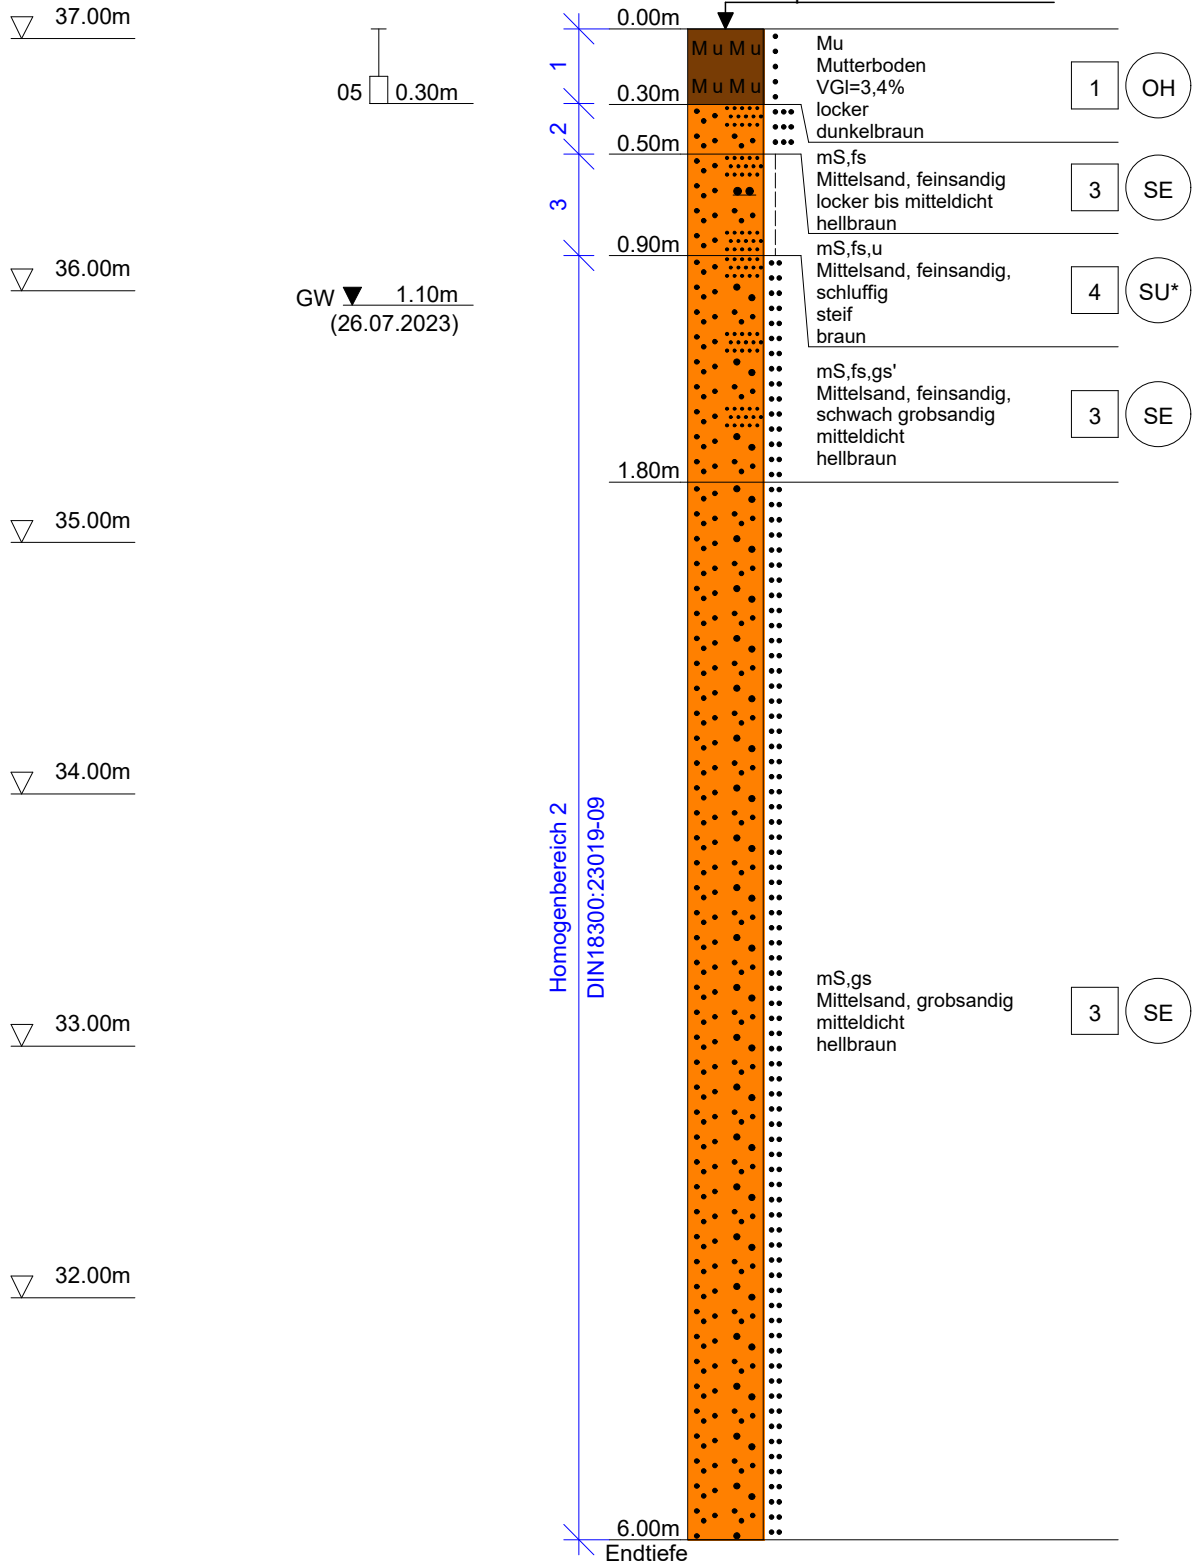 37.00m
36.00m
35.00m
34.00m
33.00m
32.00m
05 0.30m
GW 1.10m
(26.07.2023)
1
2
3
Homogenbereich 2
DIN18300:23019-09
0.00m
0.30m
0.50m
0.90m
1.80m
6.00m
Endtiefe
Mu Mu
Mu Mu
Mu
Mutterboden
VGl=3,4%
locker
dunkelbraun
1 OH
mS,fs
Mittelsand, feinsandig
locker bis mitteldicht
hellbraun
3 SE
mS,fs,u
Mittelsand, feinsandig,
schluffig
steif
braun
4 SU*
mS,fs,gs'
Mittelsand, feinsandig,
schwach grobsandig
mitteldicht
hellbraun
3 SE
mS,gs
Mittelsand, grobsandig
mitteldicht
hellbraun
3 SE